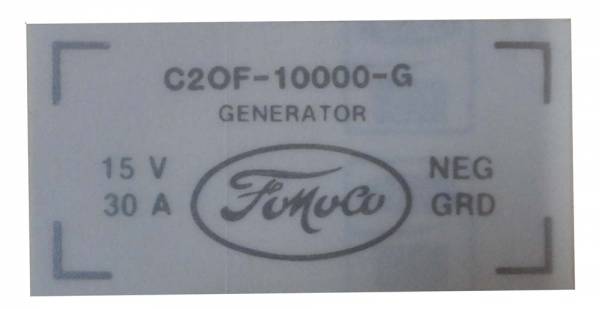 C2OF-10000-G
GENERATOR
15 V
30 A
FoMoCo
NEG
GRD